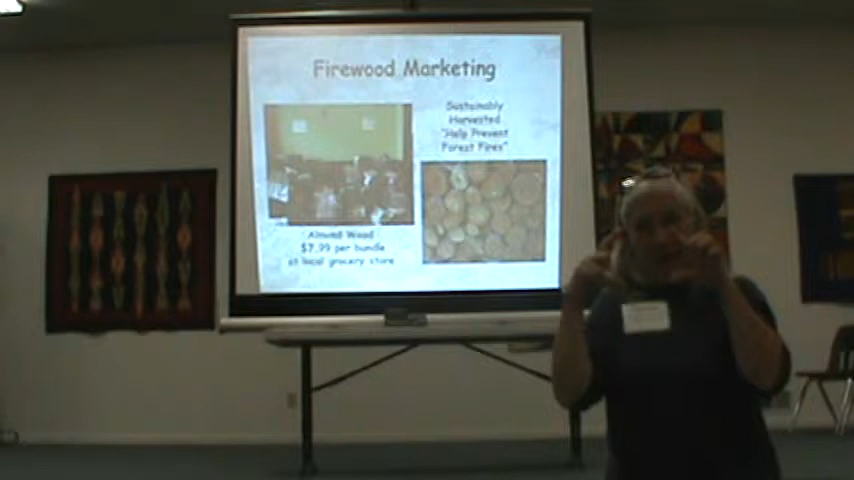 Firewood Marketing
Sustainably
Harvested
"Help Prevent
Forest Fires"
Almond Wood
$7.99 per bundle
at local grocery store